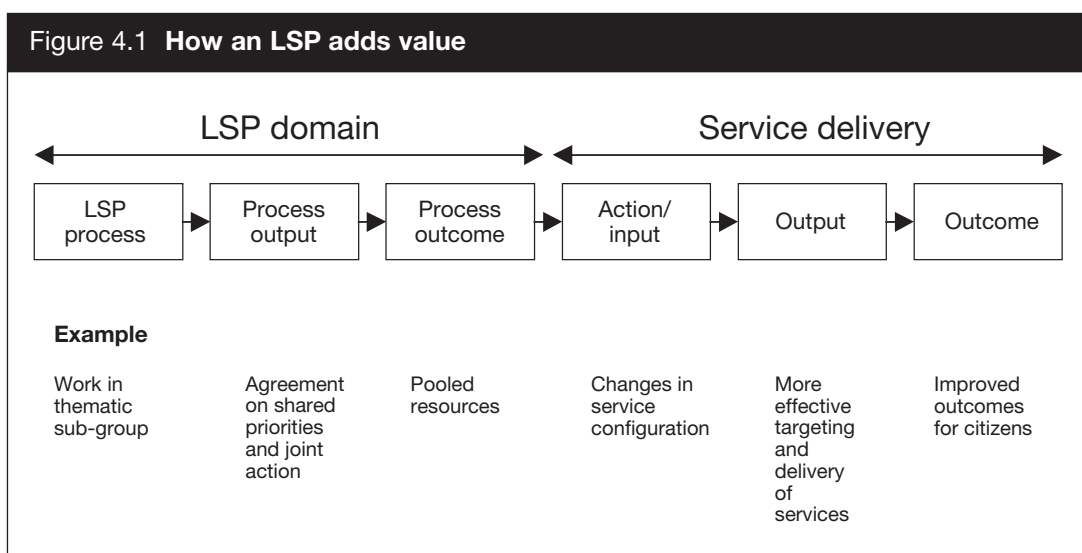 Figure 4.1 How an LSP adds value
LSP domain
Service delivery
LSP
process
Process
output
Process
outcome
Action/
input
Output
Outcome
Example
Work in
thematic
sub-group
Agreement
on shared
priorities
and joint
action
Pooled
resources
Changes in
service
configuration
More
effective
targeting
and
delivery
of
services
Improved
outcomes
for citizens